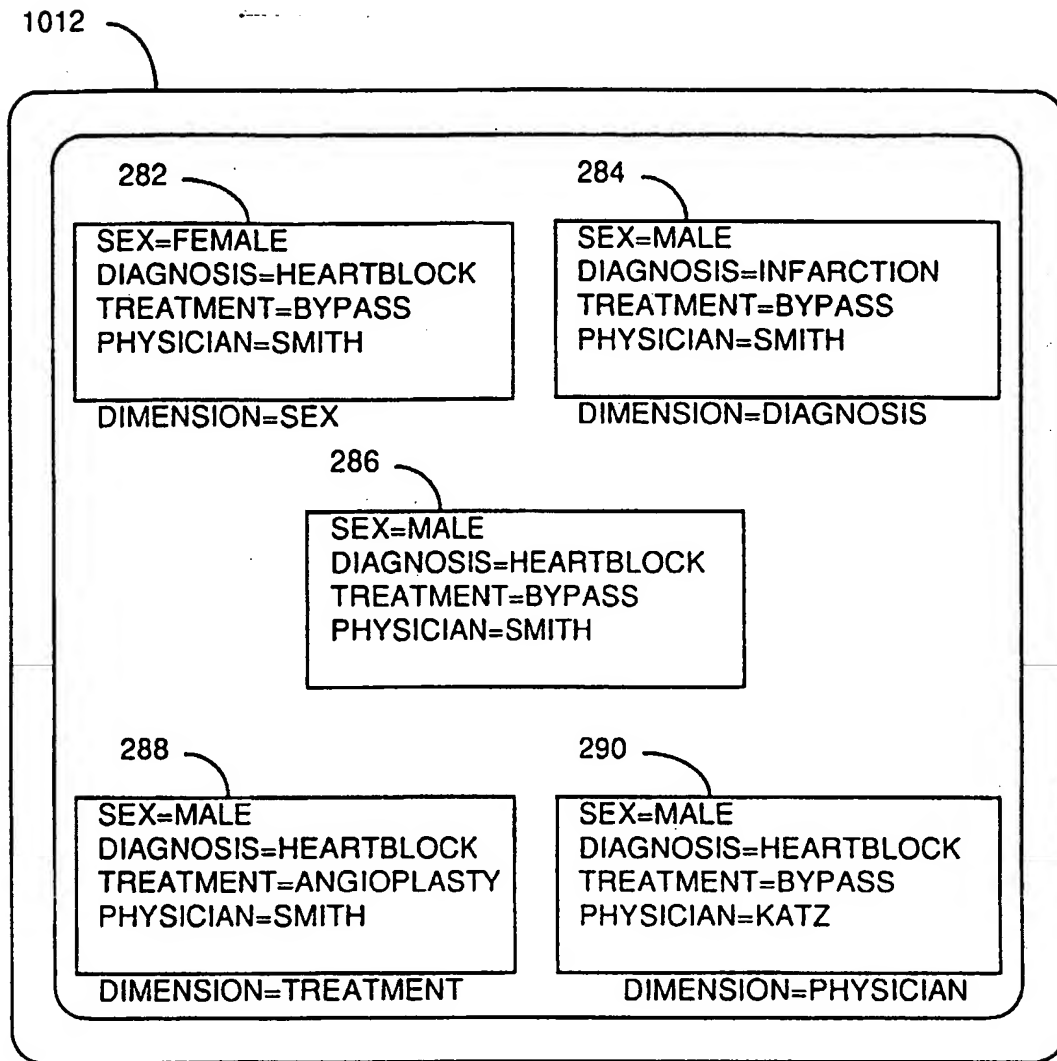 1012
282
284
SEX=FEMALE
DIAGNOSIS=HEARTBLOCK
TREATMENT=BYPASS
PHYSICIAN=SMITH
DIMENSION=SEX
SEX=MALE
DIAGNOSIS=INFARCTION
TREATMENT=BYPASS
PHYSICIAN=SMITH
DIMENSION=DIAGNOSIS
286
SEX=MALE
DIAGNOSIS=HEARTBLOCK
TREATMENT=BYPASS
PHYSICIAN=SMITH
288
290
SEX=MALE
DIAGNOSIS=HEARTBLOCK
TREATMENT=ANGIOPLASTY
PHYSICIAN=SMITH
DIMENSION=TREATMENT
SEX=MALE
DIAGNOSIS=HEARTBLOCK
TREATMENT=BYPASS
PHYSICIAN=KATZ
DIMENSION=PHYSICIAN